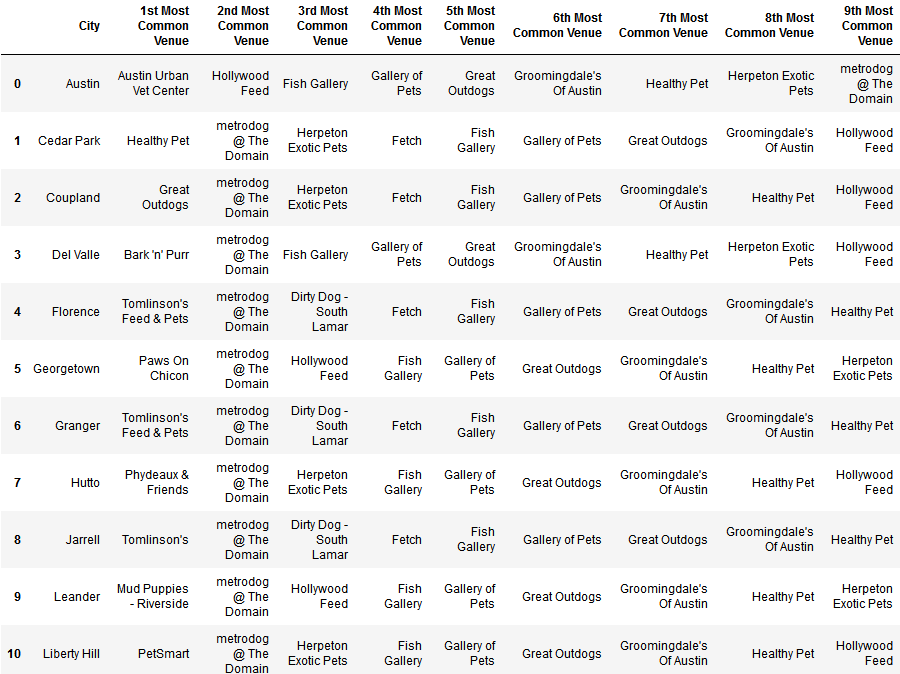 City 1st Most Common Venue 2nd Most Common Venue 3rd Most Common Venue 4th Most Common Venue 5th Most Common Venue 6th Most Common Venue 7th Most Common Venue 8th Most Common Venue 9th Most Common Venue
0 Austin Austin Urban Vet Center Hollywood Feed Fish Gallery Gallery of Pets Great Outdogs Groomingdale's Of Austin Healthy Pet Herpeton Exotic Pets metrodog @ The Domain
1 Cedar Park Healthy Pet metrodog @ The Domain Herpeton Exotic Pets Fetch Fish Gallery Gallery of Pets Great Outdogs Groomingdale's Of Austin Hollywood Feed
2 Coupland Great Outdogs metrodog @ The Domain Herpeton Exotic Pets Fetch Fish Gallery Gallery of Pets Groomingdale's Of Austin Healthy Pet Hollywood Feed
3 Del Valle Bark 'n' Purr metrodog @ The Domain Fish Gallery Gallery of Pets Great Outdogs Groomingdale's Of Austin Healthy Pet Herpeton Exotic Pets Hollywood Feed
4 Florence Tomlinson's Feed & Pets metrodog @ The Domain Dirty Dog - South Lamar Fetch Fish Gallery Gallery of Pets Great Outdogs Groomingdale's Of Austin Healthy Pet
5 Georgetown Paws On Chicon metrodog @ The Domain Hollywood Feed Fish Gallery Gallery of Pets Great Outdogs Groomingdale's Of Austin Healthy Pet Herpeton Exotic Pets
6 Granger Tomlinson's Feed & Pets metrodog @ The Domain Dirty Dog - South Lamar Fetch Fish Gallery Gallery of Pets Great Outdogs Groomingdale's Of Austin Healthy Pet
7 Hutto Phydeaux & Friends metrodog @ The Domain Herpeton Exotic Pets Fish Gallery Gallery of Pets Great Outdogs Groomingdale's Of Austin Healthy Pet Hollywood Feed
8 Jarrell Tomlinson's metrodog @ The Domain Dirty Dog - South Lamar Fetch Fish Gallery Gallery of Pets Great Outdogs Groomingdale's Of Austin Healthy Pet
9 Leander Mud Puppies - Riverside metrodog @ The Domain Hollywood Feed Fish Gallery Gallery of Pets Great Outdogs Groomingdale's Of Austin Healthy Pet Herpeton Exotic Pets
10 Liberty Hill PetSmart metrodog @ The Domain Herpeton Exotic Pets Fish Gallery Gallery of Pets Great Outdogs Groomingdale's Of Austin Healthy Pet Hollywood Feed